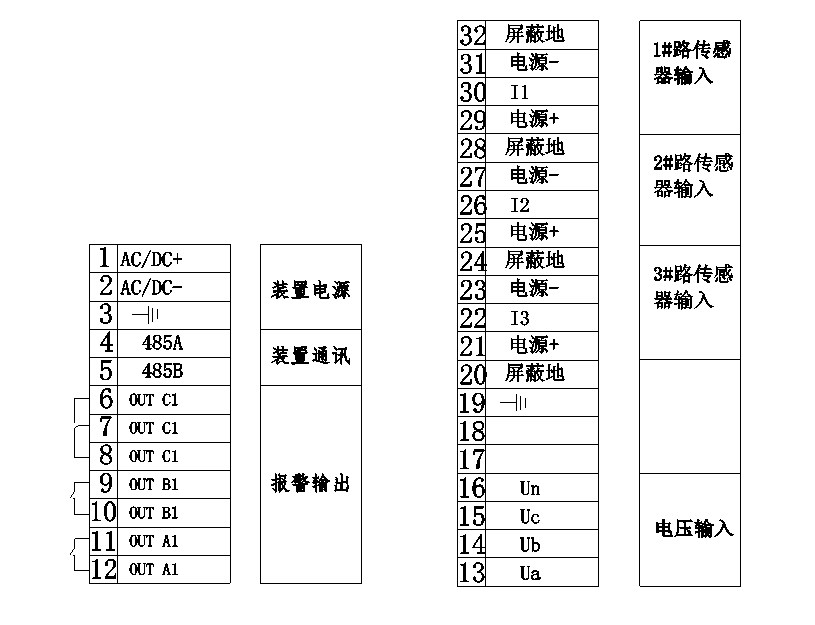 1 AC/DC+
2 AC/DC-
3
4 485A
5 485B
6 OUT C1
7 OUT C1
8 OUT C1
9 OUT B1
10 OUT B1
11 OUT A1
12 OUT A1
装置电源
装置通讯
报警输出
32 屏蔽地
31 电源-
30 I1
29 电源+
28 屏蔽地
27 电源-
26 I2
25 电源+
24 屏蔽地
23 电源-
22 I3
21 电源+
20 屏蔽地
19
18
17
16 Un
15 Uc
14 Ub
13 Ua
1#路传感
器输入
2#路传感
器输入
3#路传感
器输入
电压输入